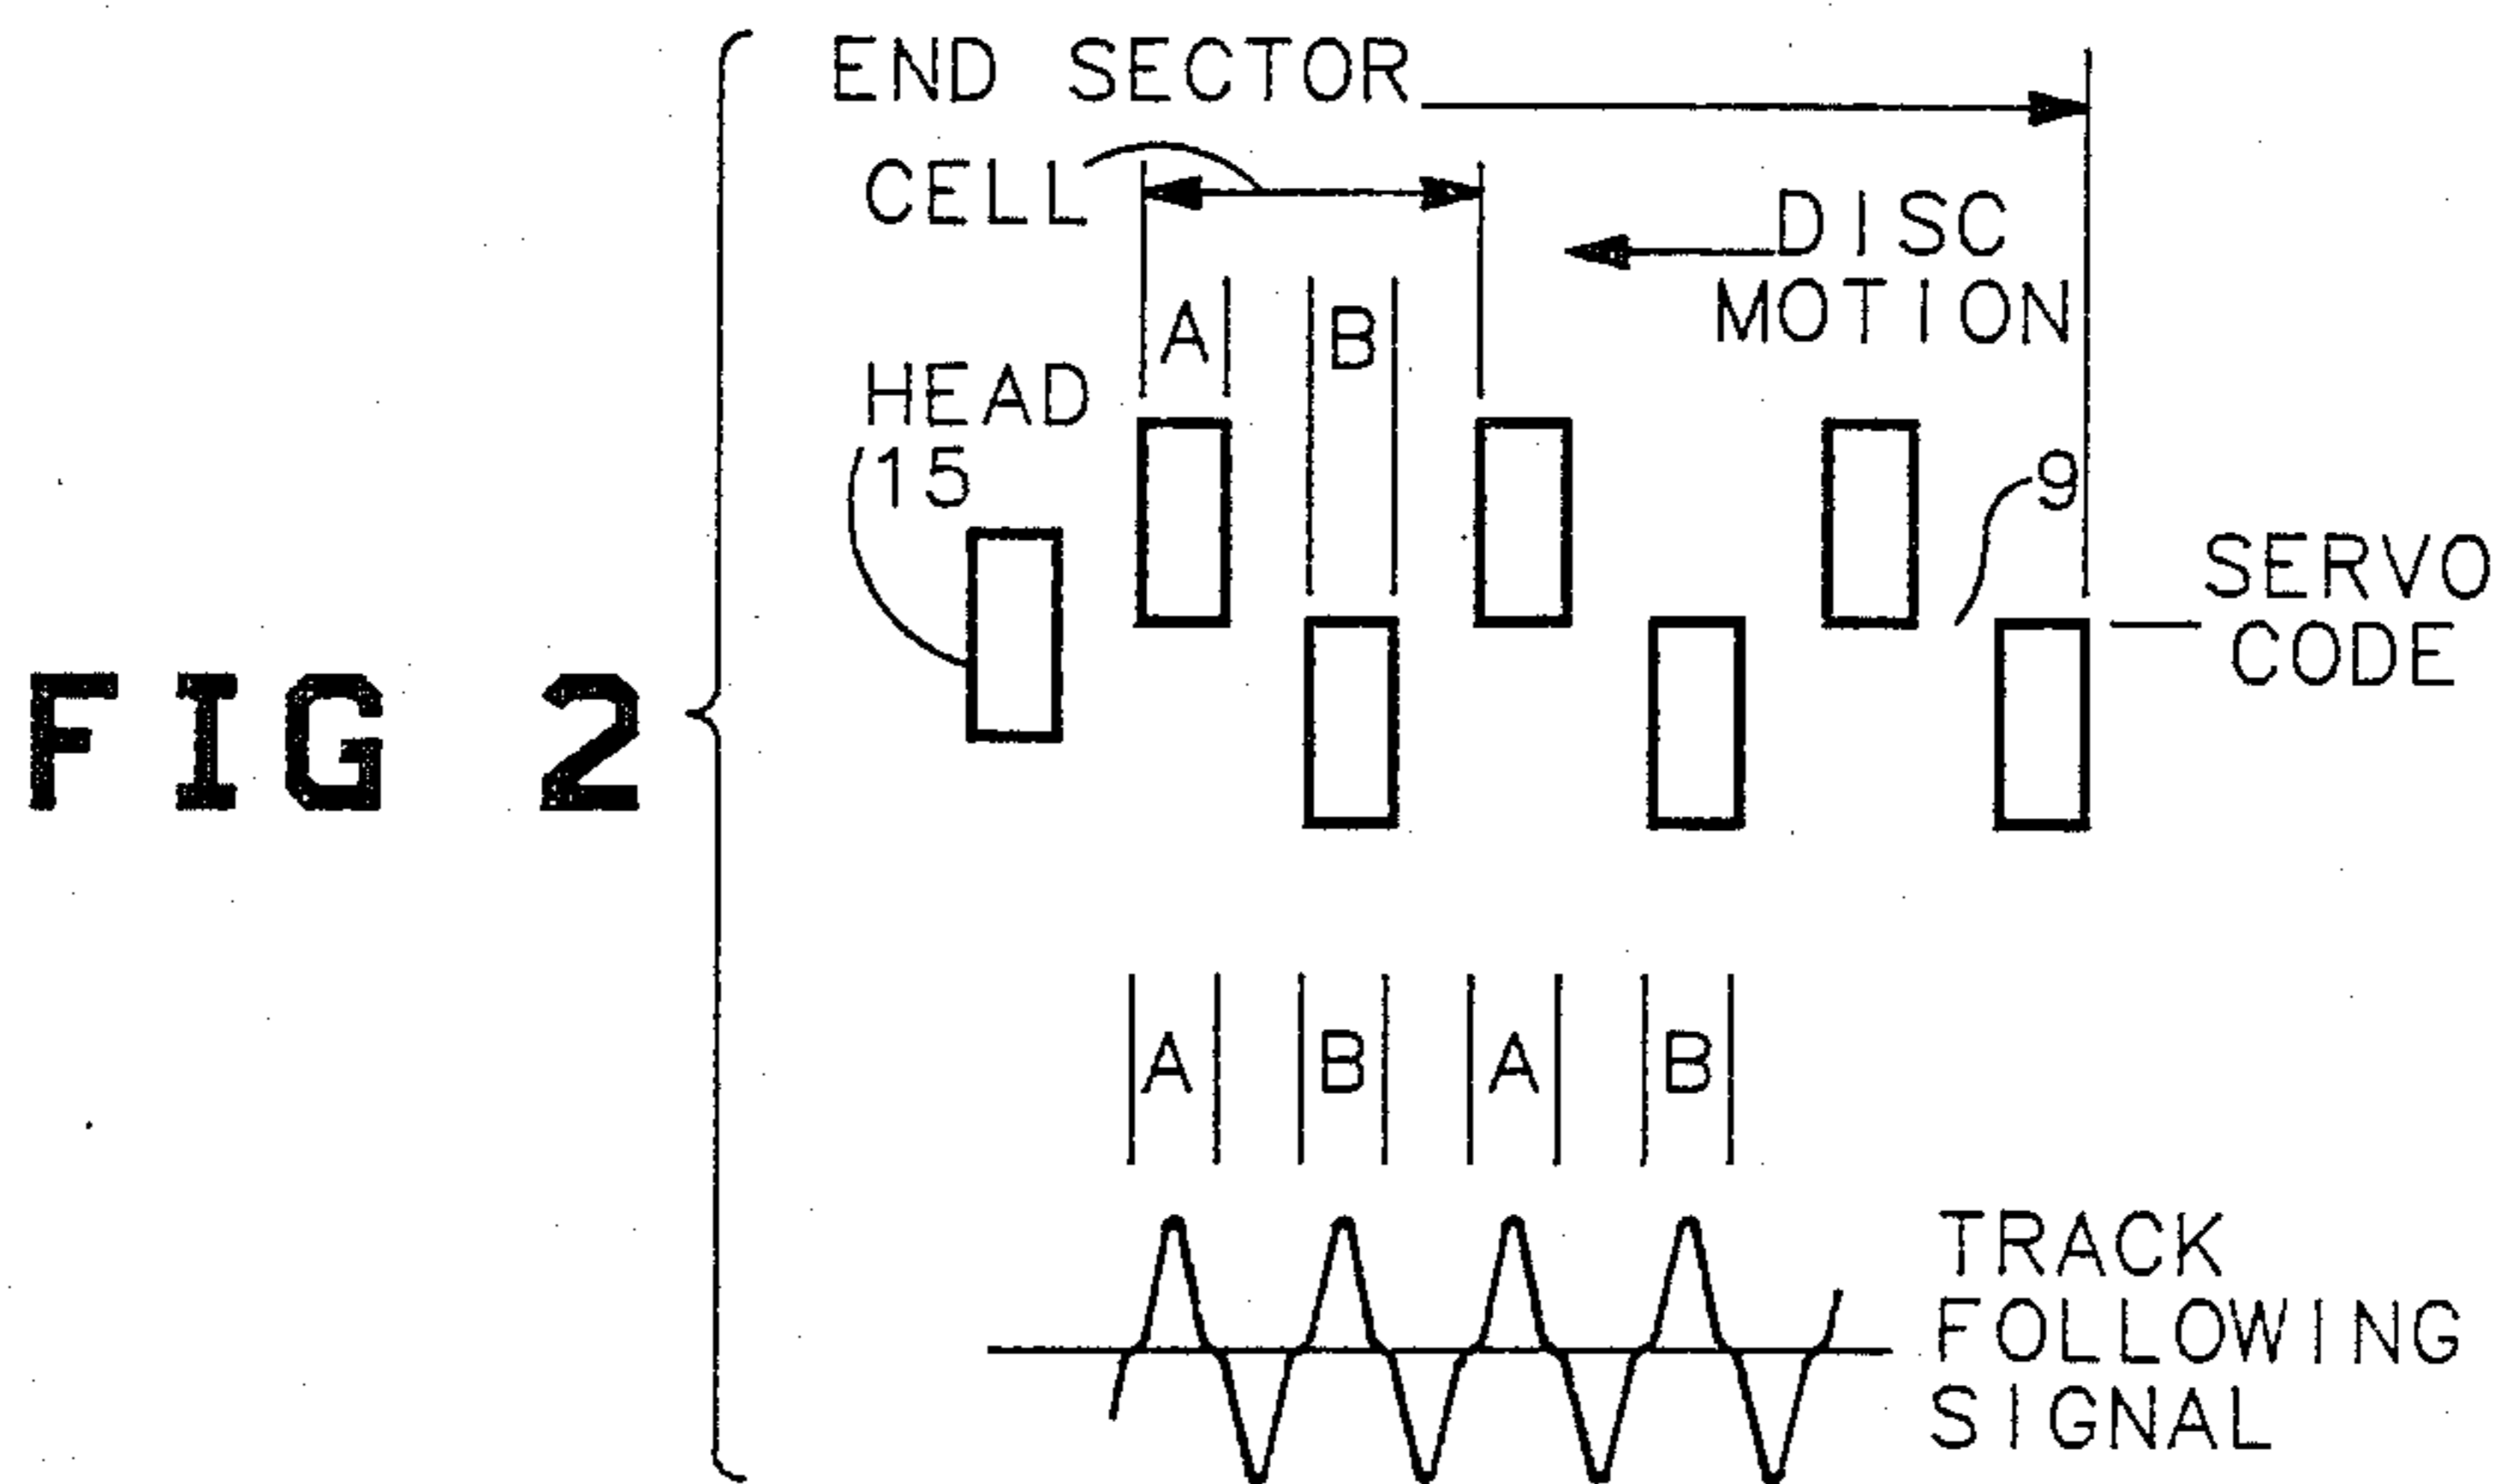 FIG 2
END SECTOR
CELL
DISC
MOTION
A
B
HEAD
15
9
SERVO
CODE
A
B
A
B
TRACK
FOLLOWING
SIGNAL